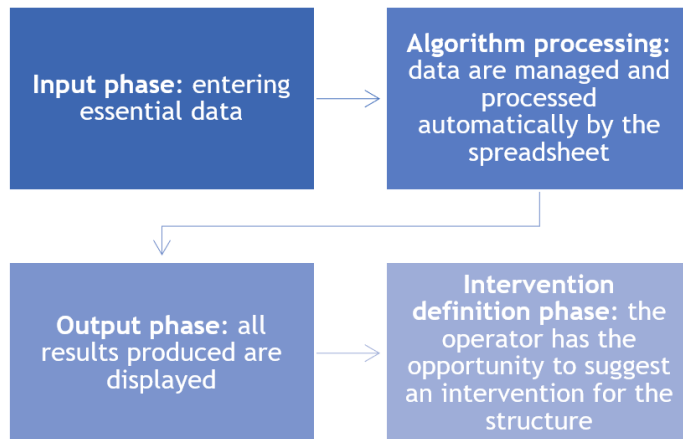 Input phase: entering
essential data
Algorithm processing:
data are managed and
processed
automatically by the
spreadsheet
Output phase: all
results produced are
displayed
Intervention
definition phase: the
operator has the
opportunity to suggest
an intervention for the
structure